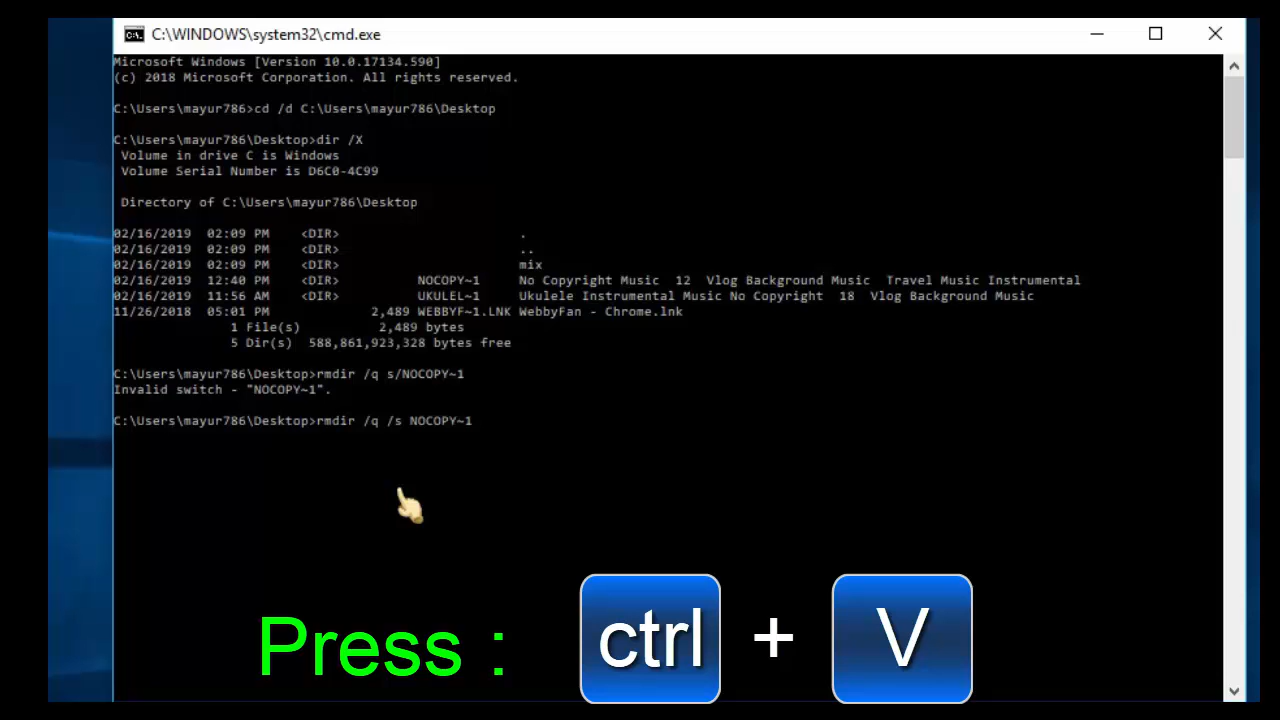 C:\WINDOWS\system32\cmd.exe
Microsoft Windows [Version 10.0.17134.590]
(c) 2018 Microsoft Corporation. All rights reserved.
C:\Users\mayur786>cd /d C:\Users\mayur786\Desktop
C:\Users\mayur786\Desktop>dir /X
Volume in drive C is Windows
Volume Serial Number is D6C0-4C99
Directory of C:\Users\mayur786\Desktop
02/16/2019 02:09 PM <DIR> .
02/16/2019 02:09 PM <DIR> ..
02/16/2019 02:09 PM <DIR> mix
02/16/2019 12:40 PM <DIR> NOCOPY~1 No Copyright Music 12 Vlog Background Music Travel Music Instrumental
02/16/2019 11:56 AM <DIR> UKULEL~1 Ukulele Instrumental Music No Copyright 18 Vlog Background Music
11/26/2018 05:01 PM 2,489 WEBBYF~1.LNK WebbyFan - Chrome.lnk
1 File(s) 2,489 bytes
5 Dir(s) 588,861,923,328 bytes free
C:\Users\mayur786\Desktop>rmdir /q s/NOCOPY~1
Invalid switch - "NOCOPY~1".
C:\Users\mayur786\Desktop>rmdir /q /s NOCOPY~1
Press : ctrl + V